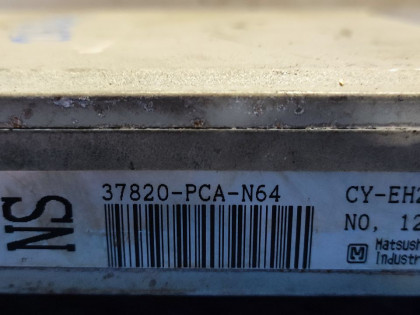 NS
37820-PCA-N64
CY-EH2
NO, 12
Matsush
Industr